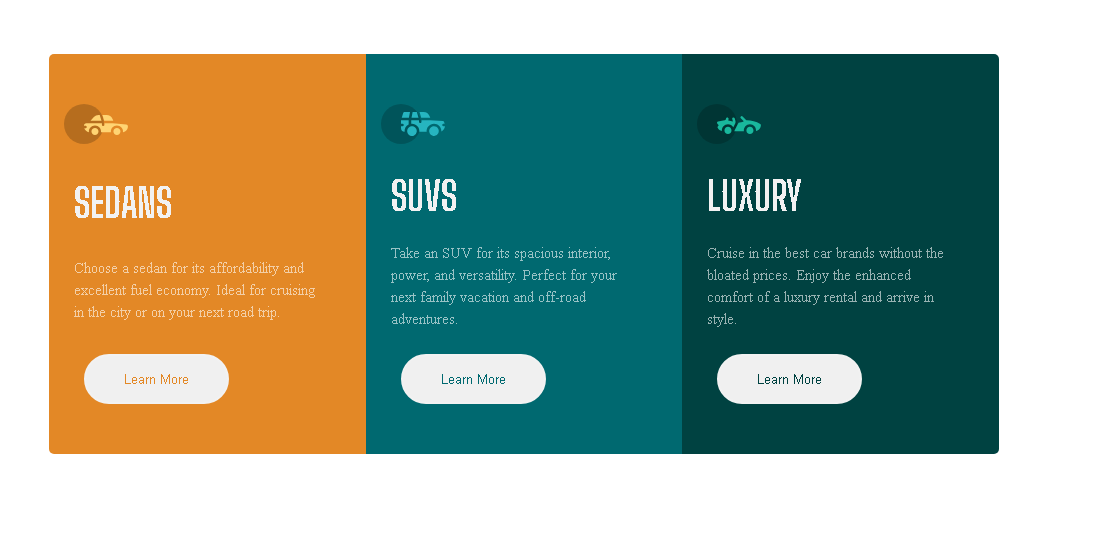 SEDANS
Choose a sedan for its affordability and
excellent fuel economy. Ideal for cruising
in the city or on your next road trip.
Learn More
SUVS
Take an SUV for its spacious interior,
power, and versatility. Perfect for your
next family vacation and off-road
adventures.
Learn More
LUXURY
Cruise in the best car brands without the
bloated prices. Enjoy the enhanced
comfort of a luxury rental and arrive in
style.
Learn More